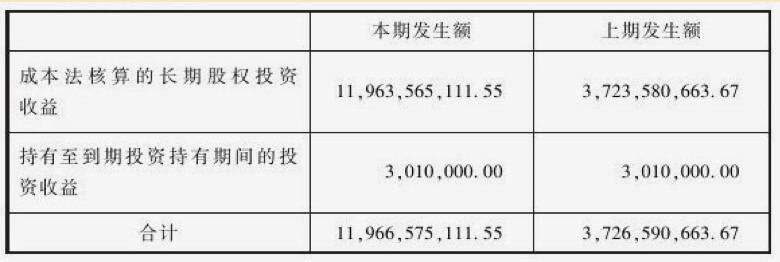 本期发生额 上期发生额
成本法核算的长期股权投资
收益 11,963,565,111.55 3,723,580,663.67
持有至到期投资持有期间的投
资收益 3,010,000.00 3,010,000.00
合计 11,966,575,111.55 3,726,590,663.67